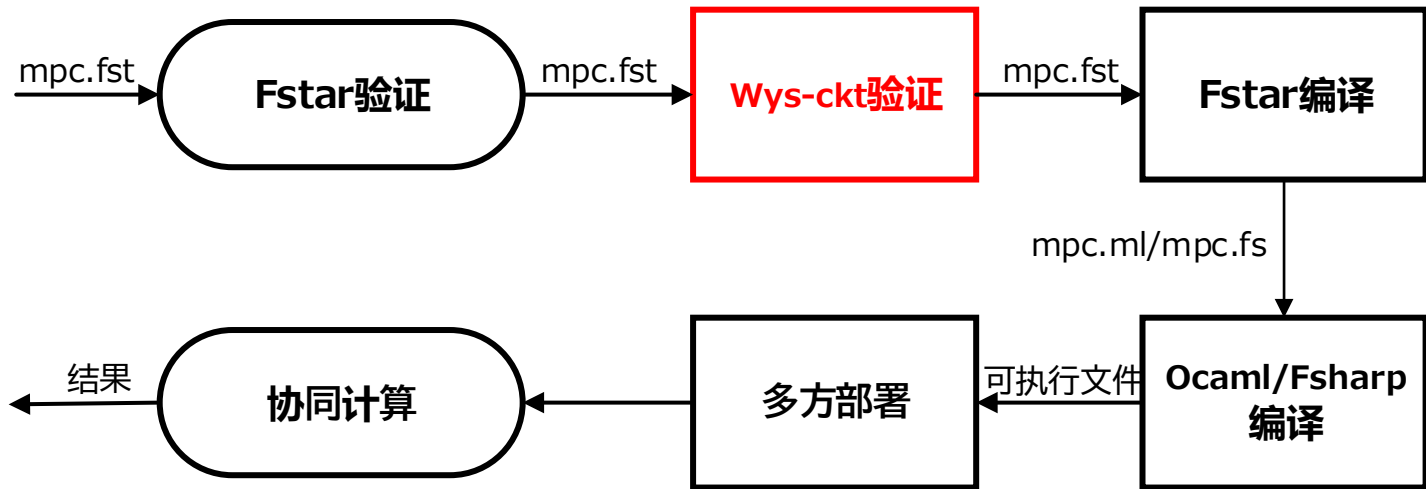 mpc.fst
Fstar验证
mpc.fst
Wys-ckt验证
mpc.fst
Fstar编译
mpc.ml/mpc.fs
结果
协同计算
多方部署
可执行文件
Ocaml/Fsharp
编译